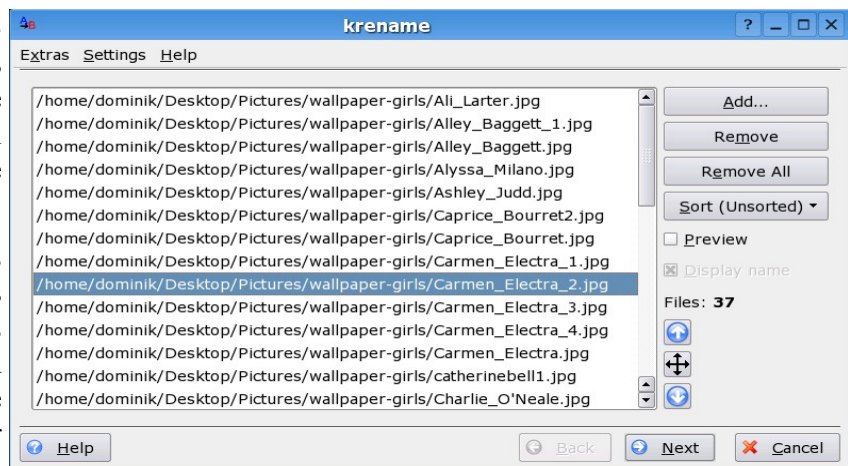 krename
Extras Settings Help
/home/dominik/Desktop/Pictures/wallpaper-girls/Ali_Larter.jpg
/home/dominik/Desktop/Pictures/wallpaper-girls/Alley_Baggett_1.jpg
/home/dominik/Desktop/Pictures/wallpaper-girls/Alley_Baggett.jpg
/home/dominik/Desktop/Pictures/wallpaper-girls/Alyssa_Milano.jpg
/home/dominik/Desktop/Pictures/wallpaper-girls/Ashley_Judd.jpg
/home/dominik/Desktop/Pictures/wallpaper-girls/Caprice_Bourret2.jpg
/home/dominik/Desktop/Pictures/wallpaper-girls/Caprice_Bourret.jpg
/home/dominik/Desktop/Pictures/wallpaper-girls/Carmen_Electra_1.jpg
/home/dominik/Desktop/Pictures/wallpaper-girls/Carmen_Electra_2.jpg
/home/dominik/Desktop/Pictures/wallpaper-girls/Carmen_Electra_3.jpg
/home/dominik/Desktop/Pictures/wallpaper-girls/Carmen_Electra_4.jpg
/home/dominik/Desktop/Pictures/wallpaper-girls/Carmen_Electra.jpg
/home/dominik/Desktop/Pictures/wallpaper-girls/catherinebell1.jpg
/home/dominik/Desktop/Pictures/wallpaper-girls/Charlie_O'Neale.jpg
Add...
Remove
Remove All
Sort (Unsorted)
Preview
Display name
Files: 37
Help
Back
Next
Cancel